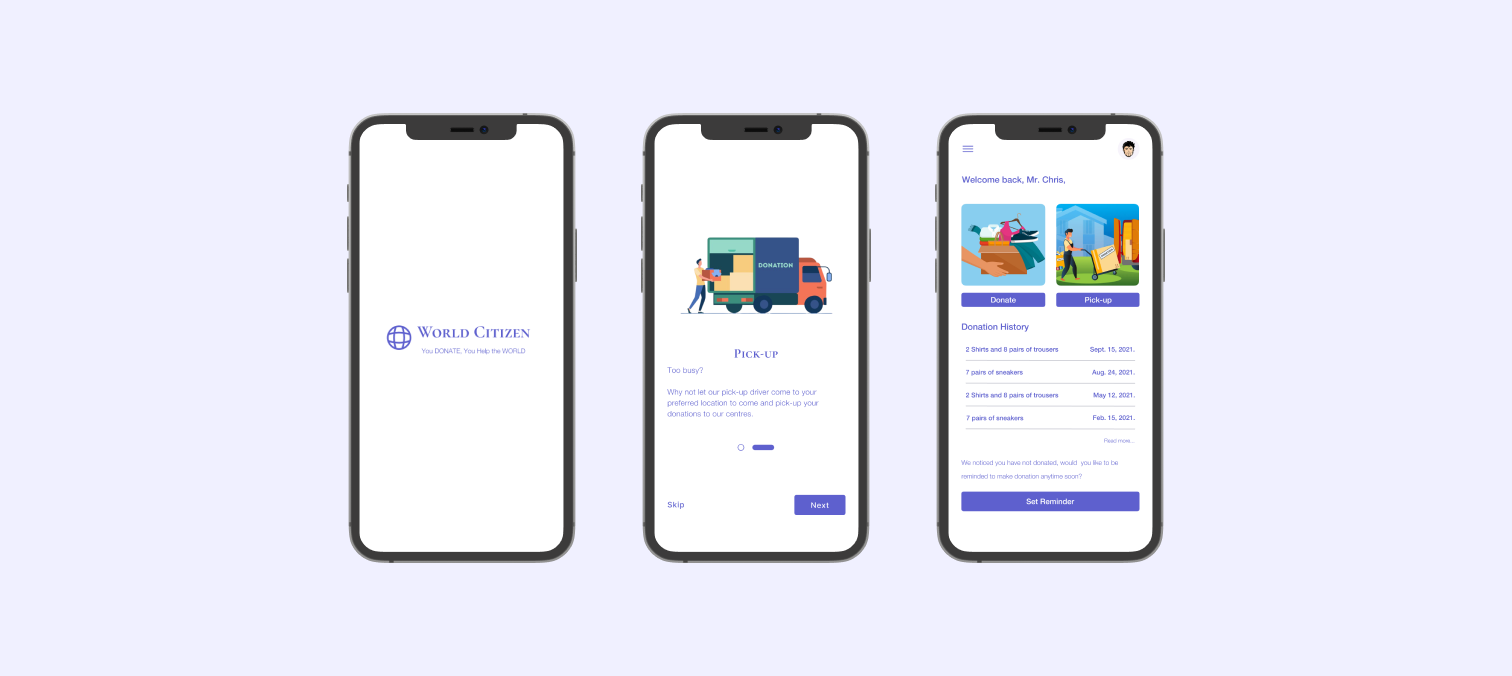 World Citizen
You DONATE, You Help the WORLD
DONATION
Pick-up
Too busy?
Why not let our pick-up driver come to your
preferred location to come and pick-up your
donations to our centres.
Skip
Next
Welcome back, Mr. Chris,
Donate
Pick-up
Donation History
2 Shirts and 8 pairs of trousers
Sept. 15, 2021.
7 pairs of sneakers
Aug. 24, 2021.
2 Shirts and 8 pairs of trousers
May 12, 2021.
7 pairs of sneakers
Feb. 15, 2021.
Read more...
We noticed you have not donated, would you like to be
reminded to make donation anytime soon?
Set Reminder